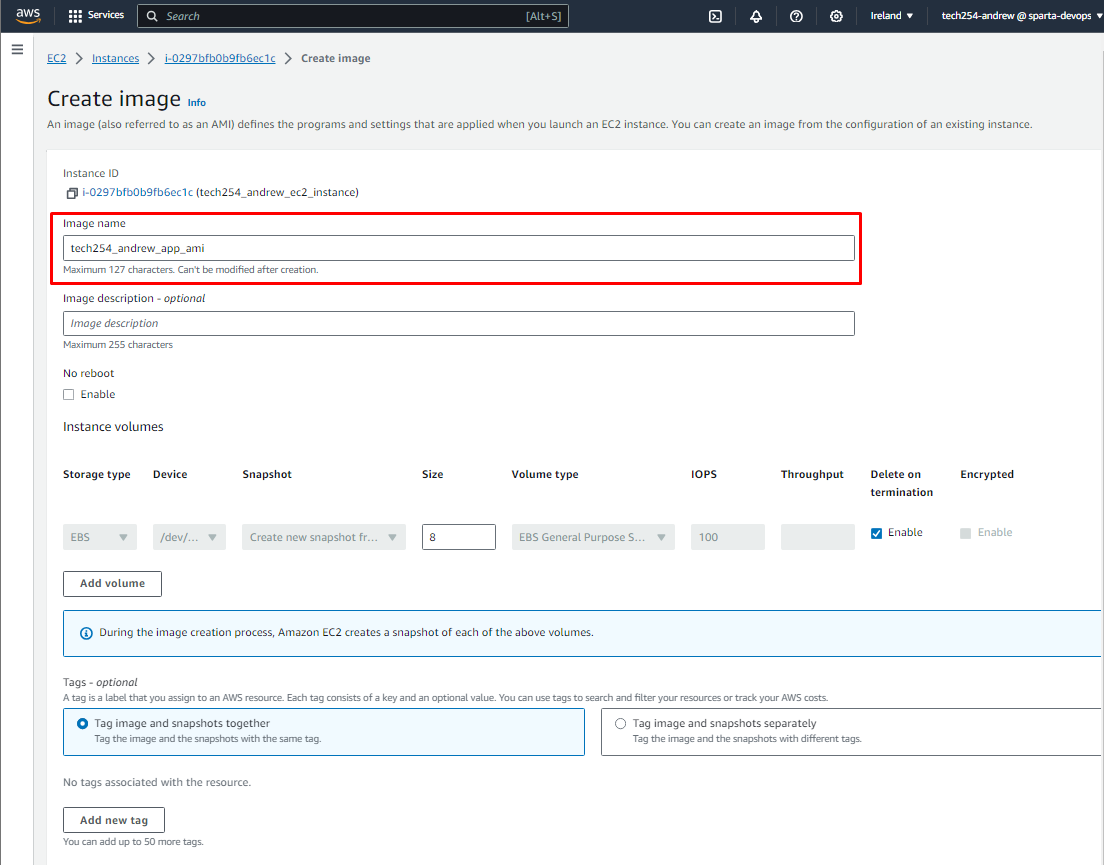 aws Services Search [Alt+S] Ireland tech254-andrew @ sparta-devops
EC2 Instances i-0297bfb0b9fb6ec1c Create image
Create image Info
An image (also referred to as an AMI) defines the programs and settings that are applied when you launch an EC2 instance. You can create an image from the configuration of an existing instance.
Instance ID
i-0297bfb0b9fb6ec1c (tech254_andrew_ec2_instance)
Image name
tech254_andrew_app_ami
Maximum 127 characters. Can't be modified after creation.
Image description - optional
Image description
Maximum 255 characters
No reboot
Enable
Instance volumes
Storage type Device Snapshot Size Volume type IOPS Throughput Delete on termination Encrypted
EBS /dev/... Create new snapshot fr... 8 EBS General Purpose S... 100 Enable Enable
Add volume
During the image creation process, Amazon EC2 creates a snapshot of each of the above volumes.
Tags - optional
A tag is a label that you assign to an AWS resource. Each tag consists of a key and an optional value. You can use tags to search and filter your resources or track your AWS costs.
Tag image and snapshots together
Tag the image and the snapshots with the same tag.
Tag image and snapshots separately
Tag the image and the snapshots with different tags.
No tags associated with the resource.
Add new tag
You can add up to 50 more tags.